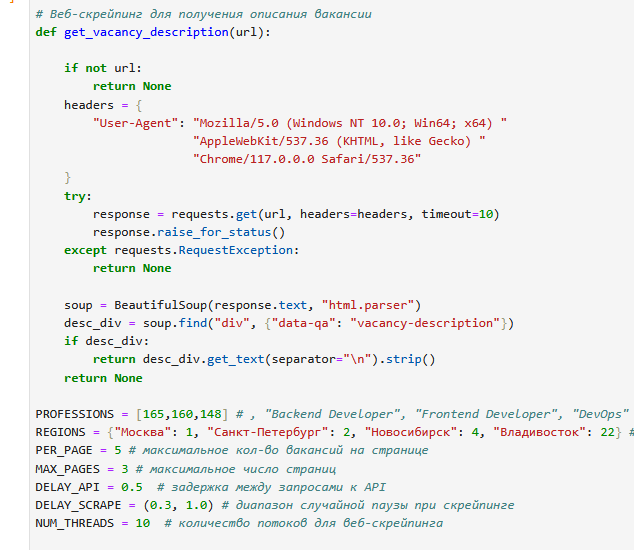 # Веб-скрейпинг для получения описания вакансии
def get_vacancy_description(url):
if not url:
return None
headers = {
"User-Agent": "Mozilla/5.0 (Windows NT 10.0; Win64; x64) "
"AppleWebKit/537.36 (KHTML, like Gecko) "
"Chrome/117.0.0.0 Safari/537.36"
}
try:
response = requests.get(url, headers=headers, timeout=10)
response.raise_for_status()
except requests.RequestException:
return None
soup = BeautifulSoup(response.text, "html.parser")
desc_div = soup.find("div", {"data-qa": "vacancy-description"})
if desc_div:
return desc_div.get_text(separator="\n").strip()
return None
PROFESSIONS = [165,160,148] # , "Backend Developer", "Frontend Developer", "DevOps"
REGIONS = {"Москва": 1, "Санкт-Петербург": 2, "Новосибирск": 4, "Владивосток": 22} #
PER_PAGE = 5 # максимальное кол-во вакансий на странице
MAX_PAGES = 3 # максимальное число страниц
DELAY_API = 0.5 # задержка между запросами к API
DELAY_SCRAPE = (0.3, 1.0) # диапазон случайной паузы при скрейпинге
NUM_THREADS = 10 # количество потоков для веб-скрейпинга